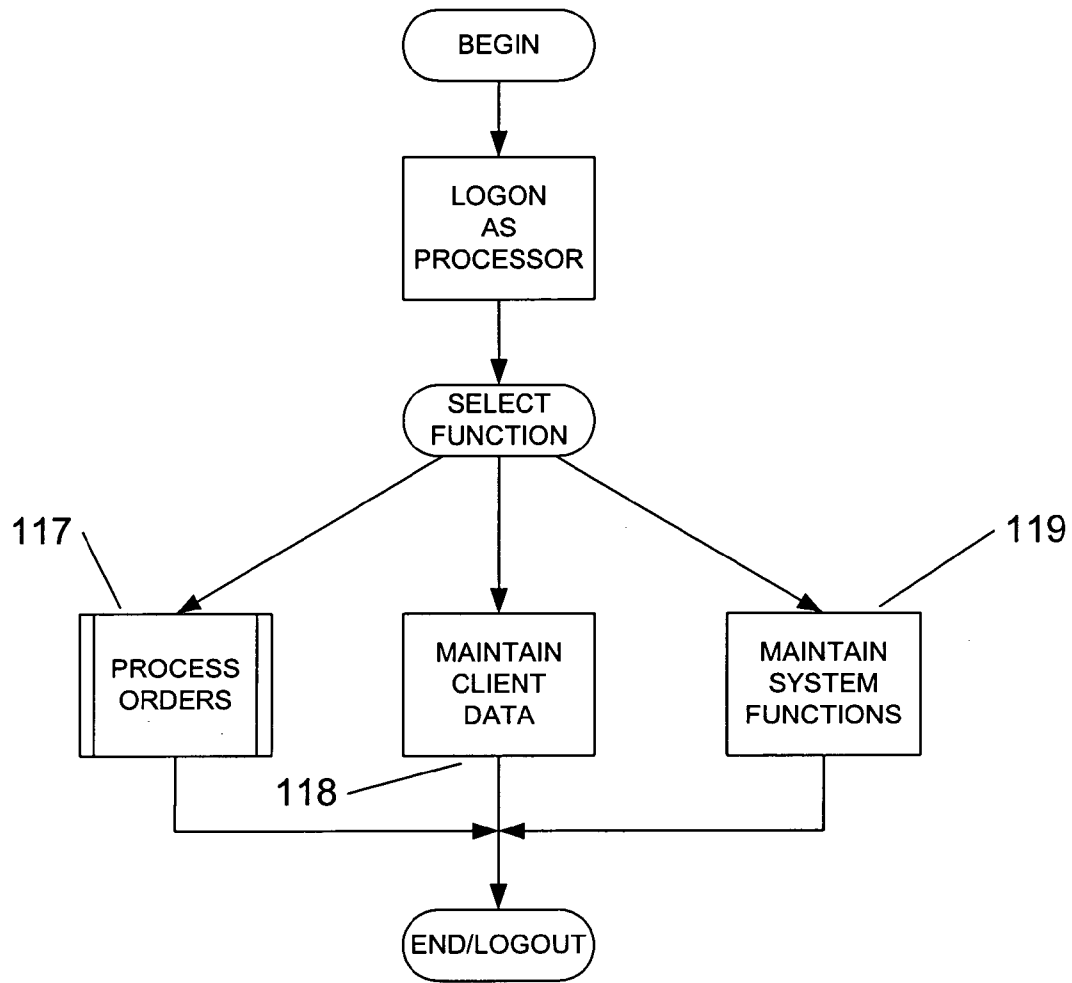 BEGIN
LOGON
AS
PROCESSOR
SELECT
FUNCTION
117
119
PROCESS
ORDERS
MAINTAIN
CLIENT
DATA
MAINTAIN
SYSTEM
FUNCTIONS
118
END/LOGOUT